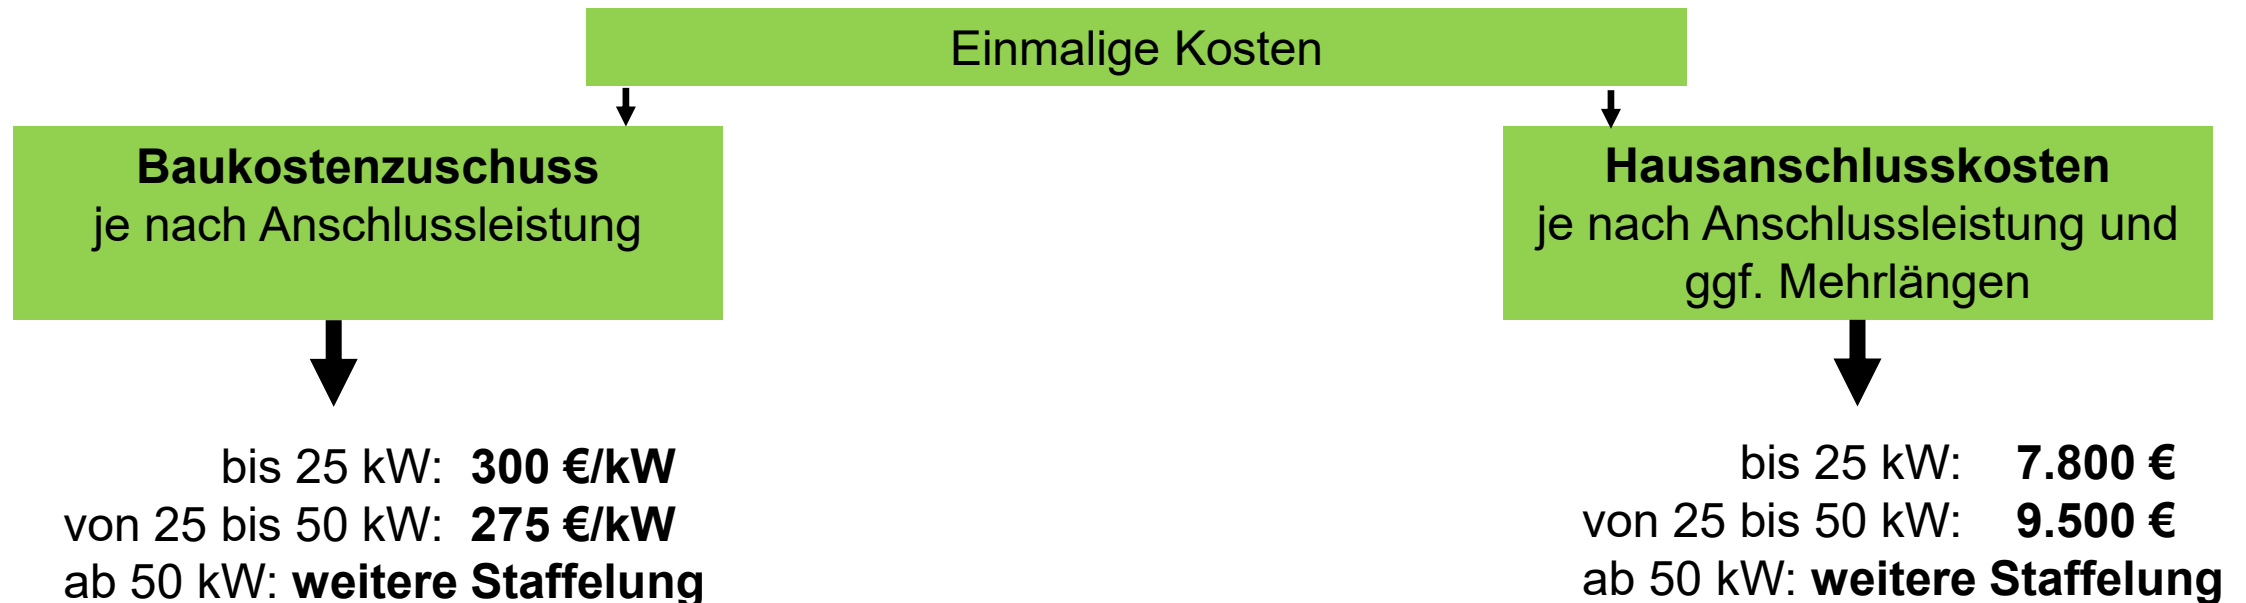 Einmalige Kosten
Baukostenzuschuss
je nach Anschlussleistung
Hausanschlusskosten
je nach Anschlussleistung und
ggf. Mehrlängen
bis 25 kW: 300 €/kW
von 25 bis 50 kW: 275 €/kW
ab 50 kW: weitere Staffelung
bis 25 kW: 7.800 €
von 25 bis 50 kW: 9.500 €
ab 50 kW: weitere Staffelung